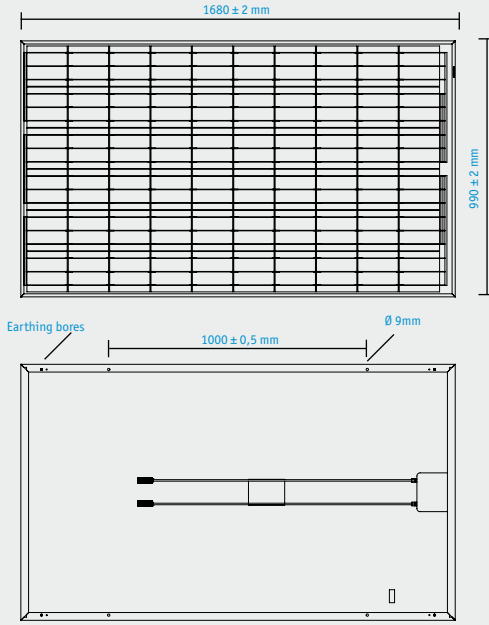 1680 ± 2 mm
990 ± 2 mm
Earthing bores
1000 ± 0,5 mm
Ø 9mm